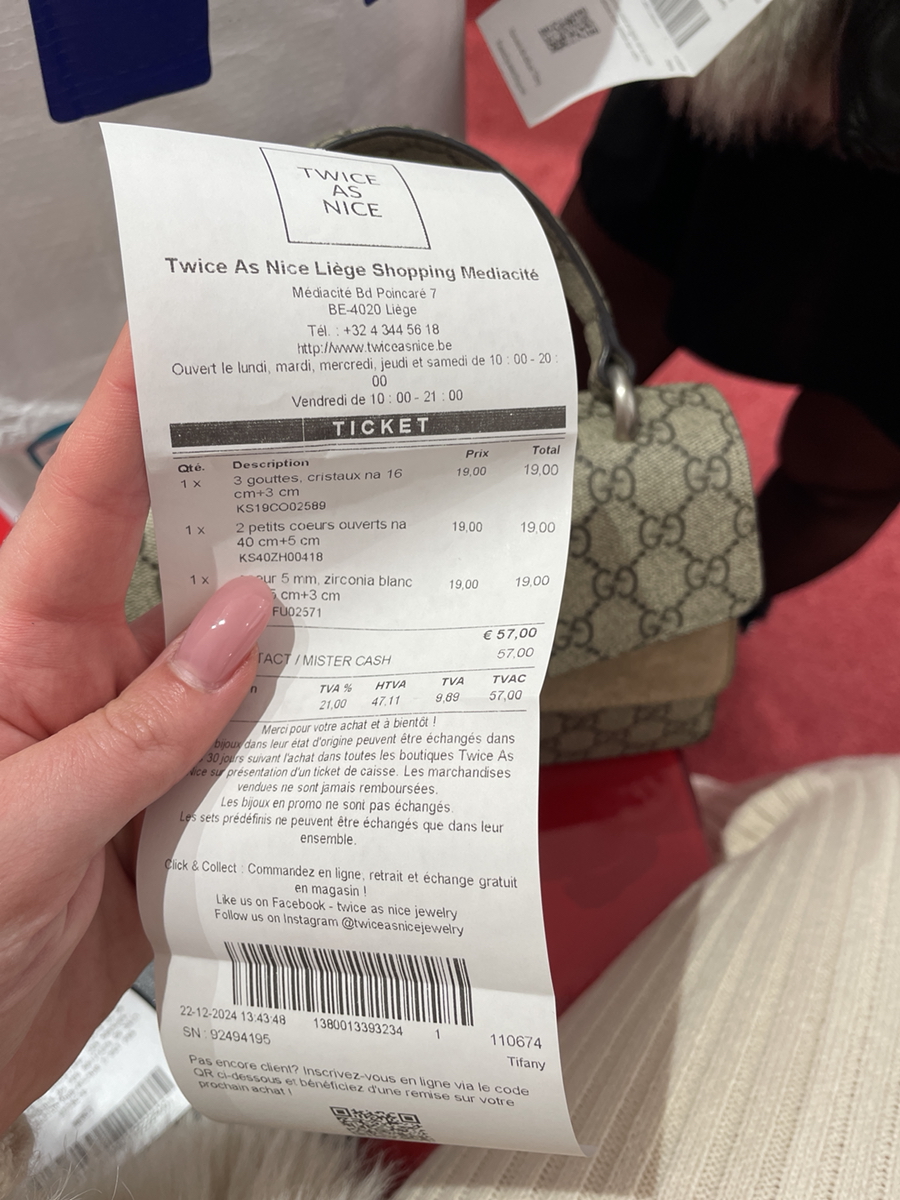 TWICE
AS
NICE
Twice As Nice Liège Shopping Mediacité
Médiacité Bd Poincaré 7
BE-4020 Liège
Tél. : +32 4 344 56 18
http://www.twiceasnice.be
Ouvert le lundi, mardi, mercredi, jeudi et samedi de 10 : 00 - 20 :
00
Vendredi de 10 : 00 - 21 : 00
TICKET
Qté. Description Prix Total
1 x 3 gouttes, cristaux na 16 19,00 19,00
cm+3 cm
KS19CO02589
1 x 2 petits coeurs ouverts na 19,00 19,00
40 cm+5 cm
KS40ZH00418
1 x eur 5 mm, zirconia blanc 19,00 19,00
cm+3 cm
FU02571
€ 57,00
TACT / MISTER CASH 57,00
n TVA % HTVA TVA TVAC
21,00 47,11 9,89 57,00
Merci pour votre achat et à bientôt !
bijoux dans leur état d'origine peuvent être échangés dans
30 jours suivant l'achat dans toutes les boutiques Twice As
ice sur présentation d'un ticket de caisse. Les marchandises
vendues ne sont jamais remboursées.
Les bijoux en promo ne sont pas échangés.
Les sets prédéfinis ne peuvent être échangés que dans leur
ensemble.
Click & Collect : Commandez en ligne, retrait et échange gratuit
en magasin !
Like us on Facebook - twice as nice jewelry
Follow us on Instagram @twiceasnicejewelry
22-12-2024 13:43:48 1380013393234 1 110674
SN : 92494195 Tifany
Pas encore client? Inscrivez-vous en ligne via le code
QR ci-dessous et bénéficiez d'une remise sur votre
prochain achat !